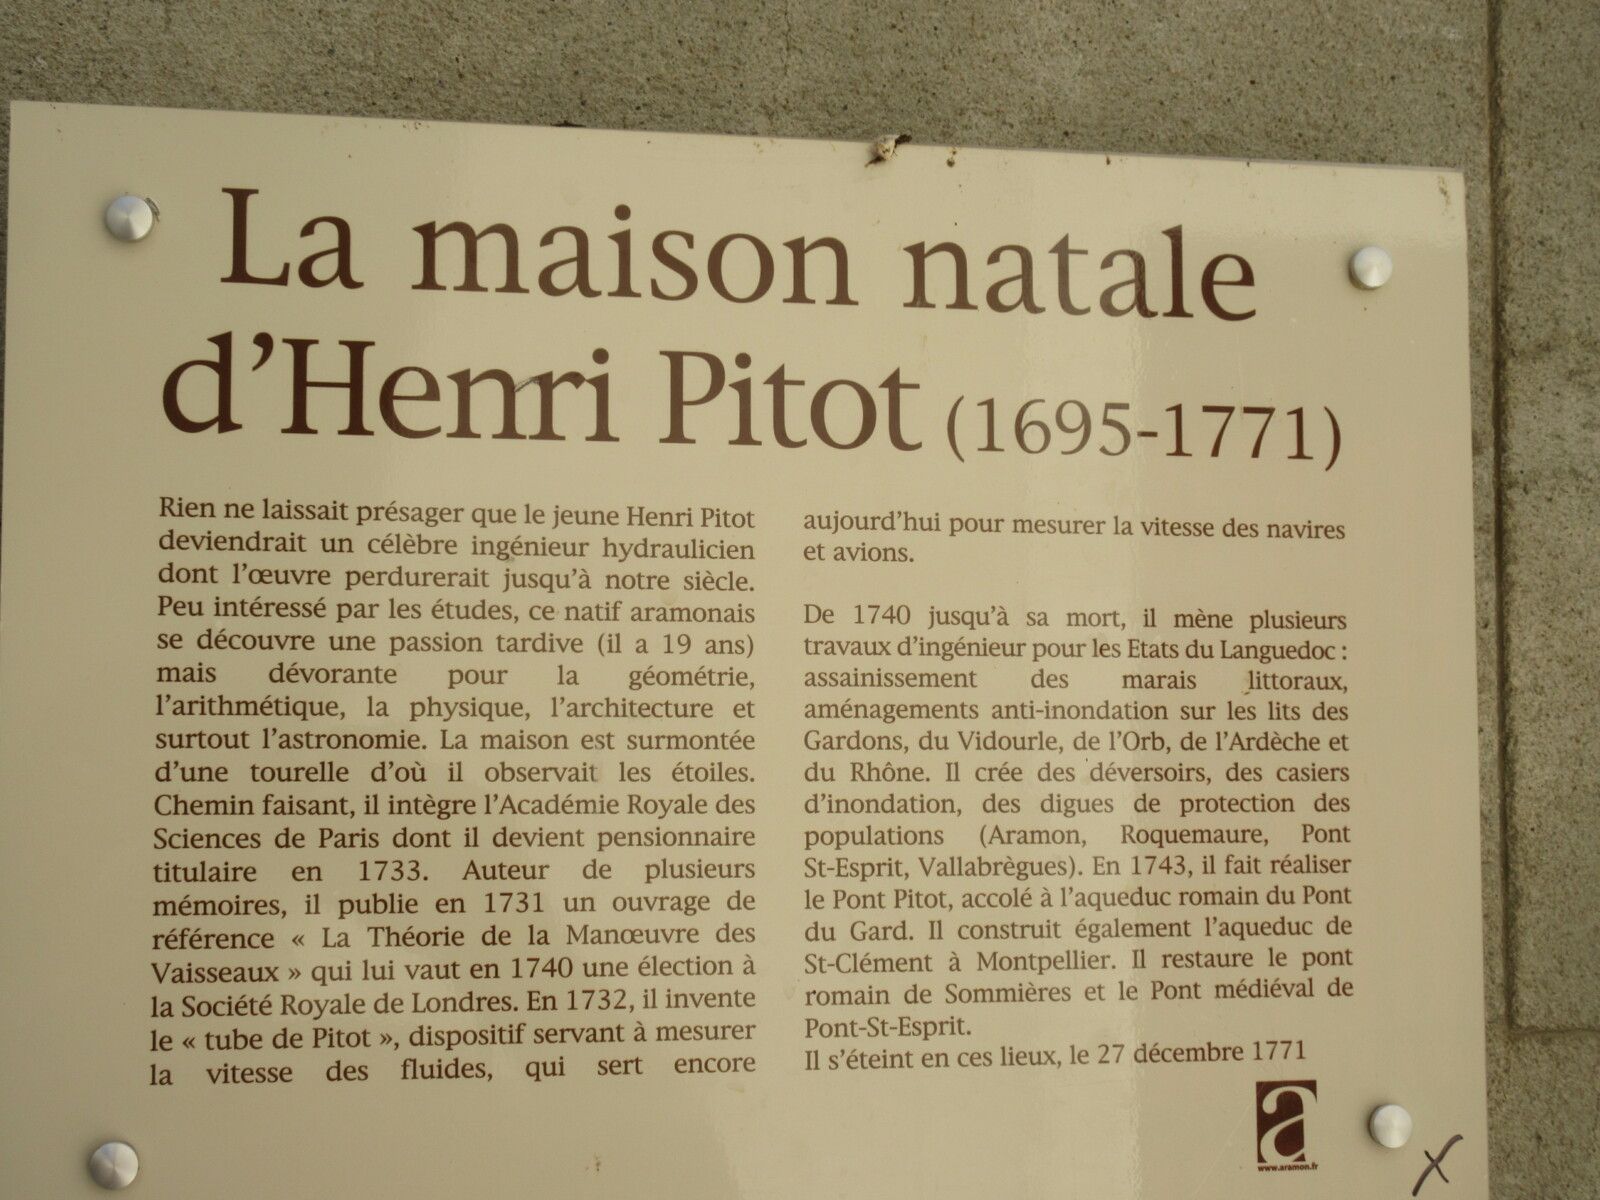 La maison natale
d'Henri Pitot (1695-1771)
Rien ne laissait présager que le jeune Henri Pitot
deviendrait un célèbre ingénieur hydraulicien
dont l'œuvre perdurerait jusqu'à notre siècle.
Peu intéressé par les études, ce natif aramonais
se découvre une passion tardive (il a 19 ans)
mais dévorante pour la géométrie,
l'arithmétique, la physique, l'architecture et
surtout l'astronomie. La maison est surmontée
d'une tourelle d'où il observait les étoiles.
Chemin faisant, il intègre l'Académie Royale des
Sciences de Paris dont il devient pensionnaire
titulaire en 1733. Auteur de plusieurs
mémoires, il publie en 1731 un ouvrage de
référence « La Théorie de la Manœuvre des
Vaisseaux » qui lui vaut en 1740 une élection à
la Société Royale de Londres. En 1732, il invente
le « tube de Pitot », dispositif servant à mesurer
la vitesse des fluides, qui sert encore
aujourd'hui pour mesurer la vitesse des navires
et avions.
De 1740 jusqu'à sa mort, il mène plusieurs
travaux d'ingénieur pour les Etats du Languedoc :
assainissement des marais littoraux,
aménagements anti-inondation sur les lits des
Gardons, du Vidourle, de l'Orb, de l'Ardèche et
du Rhône. Il crée des déversoirs, des casiers
d'inondation, des digues de protection des
populations (Aramon, Roquemaure, Pont
St-Esprit, Vallabrègues). En 1743, il fait réaliser
le Pont Pitot, accolé à l'aqueduc romain du Pont
du Gard. Il construit également l'aqueduc de
St-Clément à Montpellier. Il restaure le pont
romain de Sommières et le Pont médiéval de
Pont-St-Esprit.
Il s'éteint en ces lieux, le 27 décembre 1771
a
www.aramon.fr
X